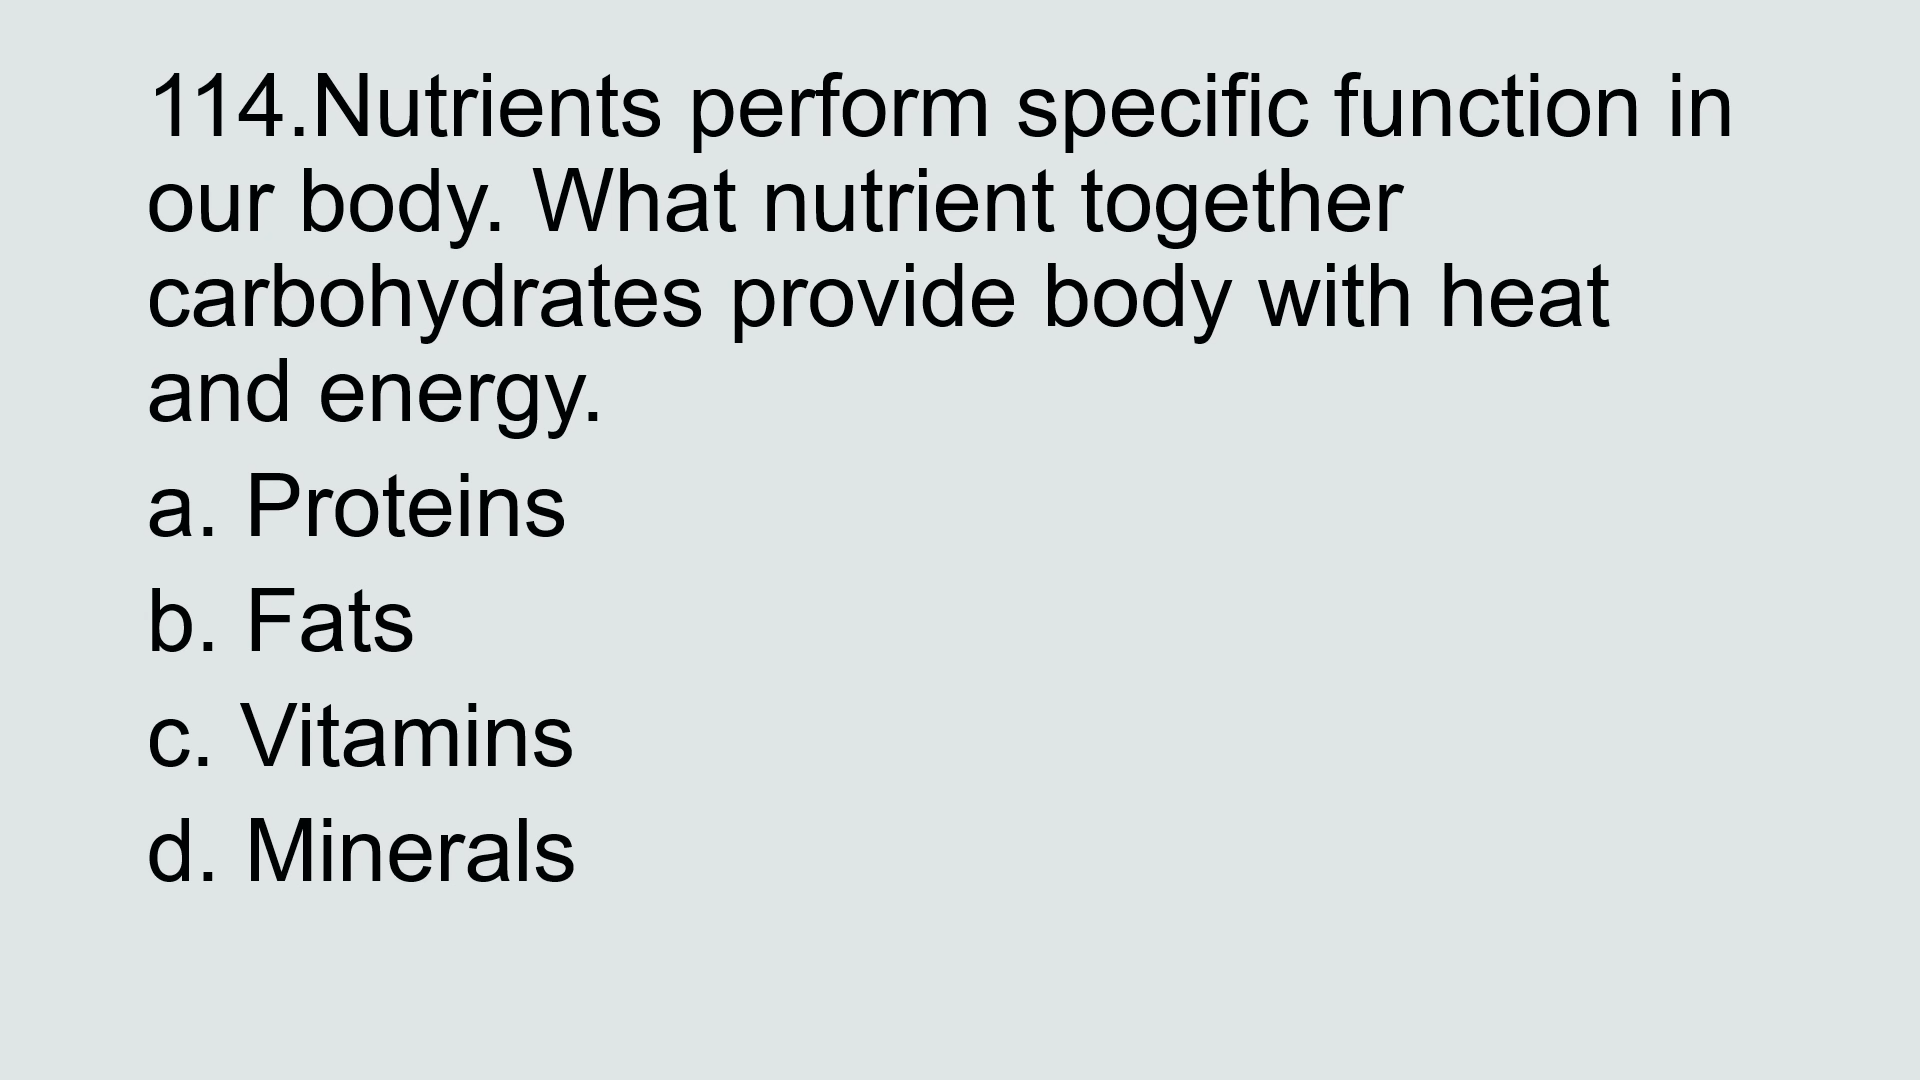 114.Nutrients perform specific function in
our body. What nutrient together
carbohydrates provide body with heat
and energy.
a. Proteins
b. Fats
c. Vitamins
d. Minerals